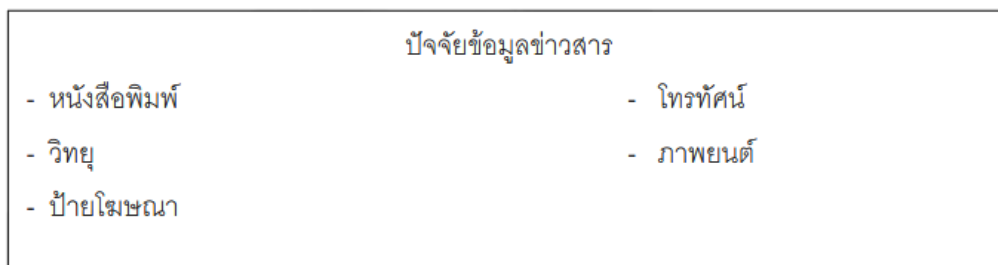 ปัจจัยข้อมูลข่าวสาร
- หนังสือพิมพ์ - โทรทัศน์
- วิทยุ - ภาพยนต์
- ป้ายโฆษณา